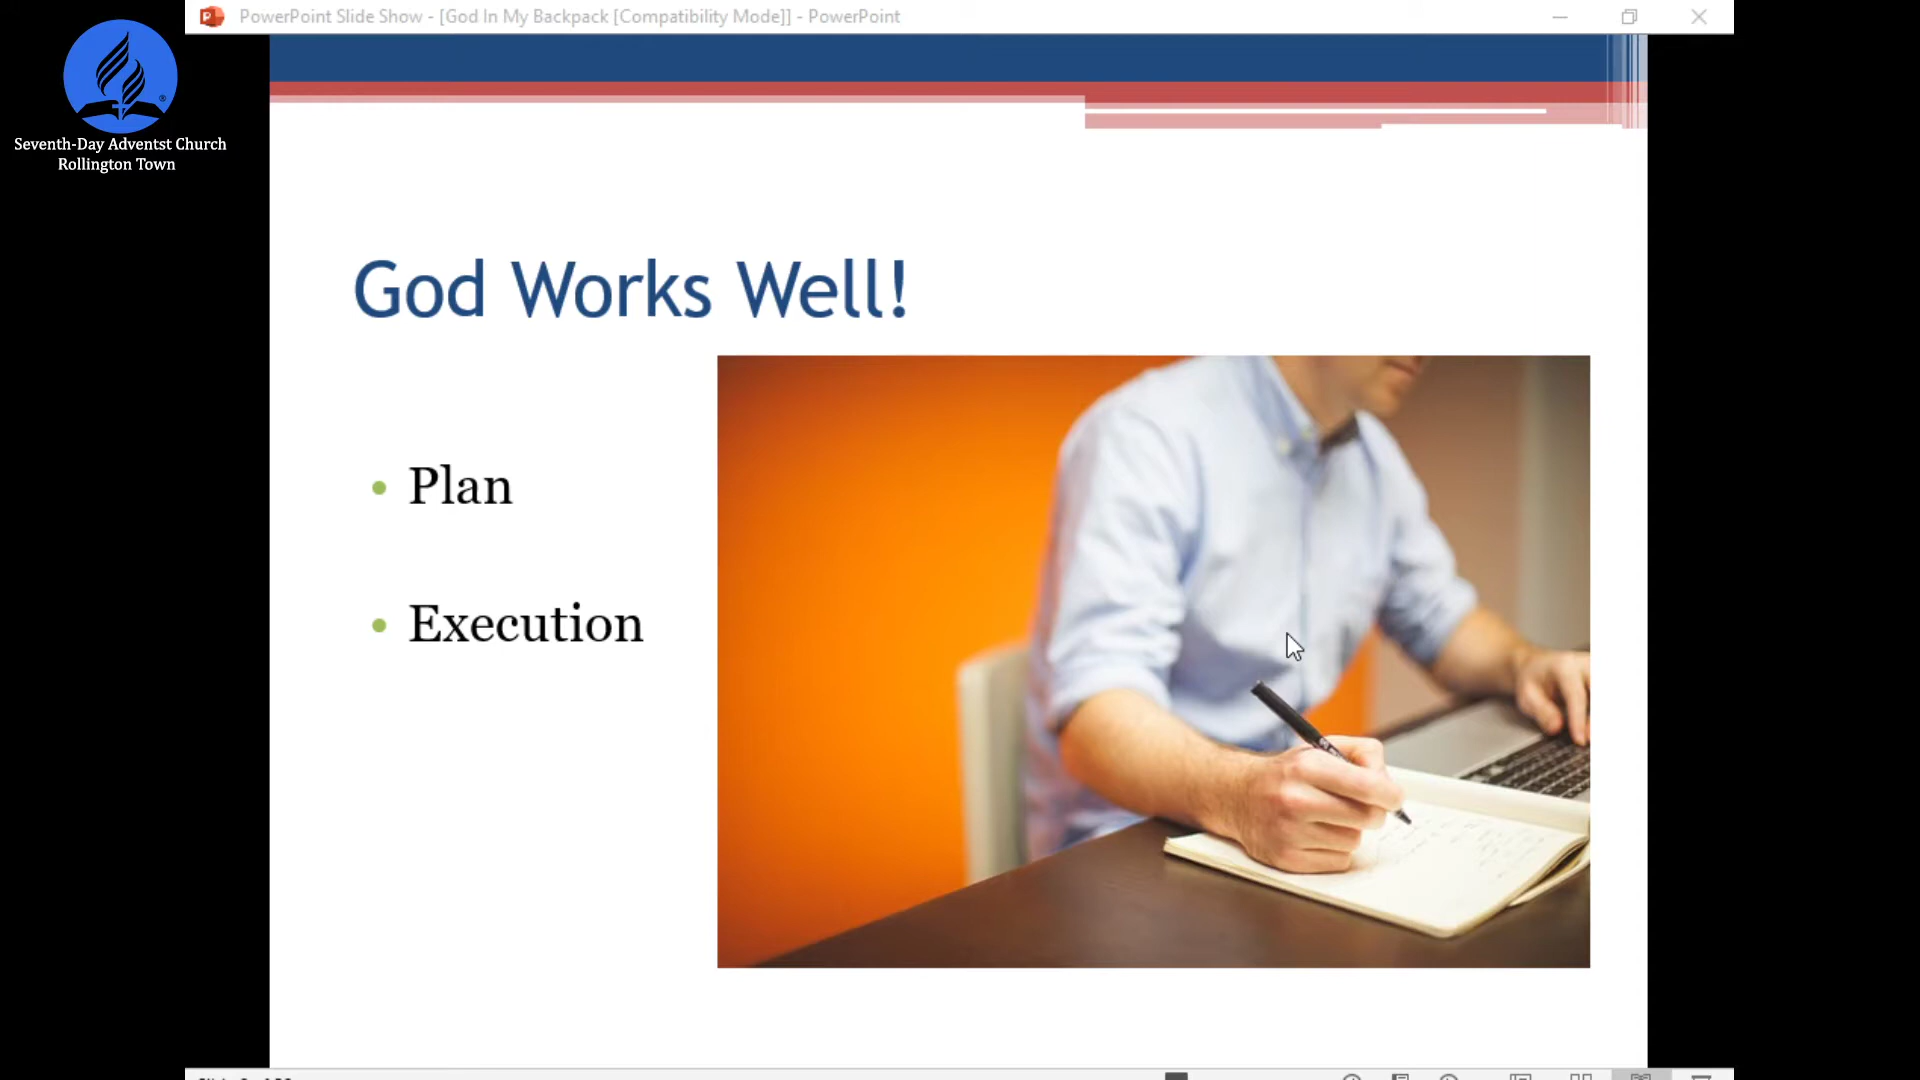 PowerPoint Slide Show - [God In My Backpack [Compatibility Mode]] - PowerPoint
Seventh-Day Adventst Church
Rollington Town
God Works Well!
• Plan
• Execution